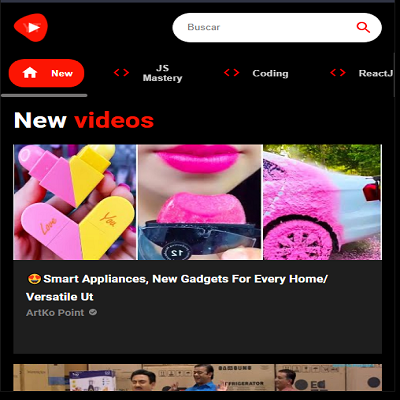 Buscar
New
<> JS
Mastery
<> Coding
<> ReactJ
New videos
Love
You
12
🤩Smart Appliances, New Gadgets For Every Home/
Versatile Ut
ArtKo Point
SAMSUNG
REFRIGERATOR